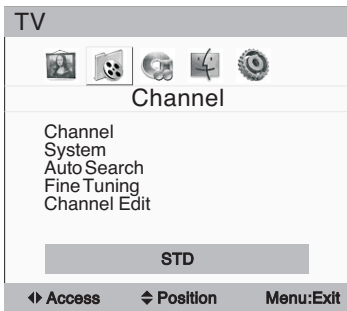 TV
Channel
Channel
System
Auto Search
Fine Tuning
Channel Edit
STD
Access Position Menu:Exit